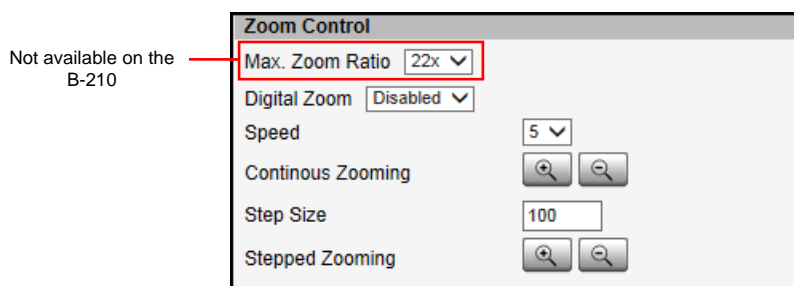 Zoom Control
Not available on the
B-210
Max. Zoom Ratio 22x
Digital Zoom Disabled
Speed 5
Continous Zooming
Step Size 100
Stepped Zooming